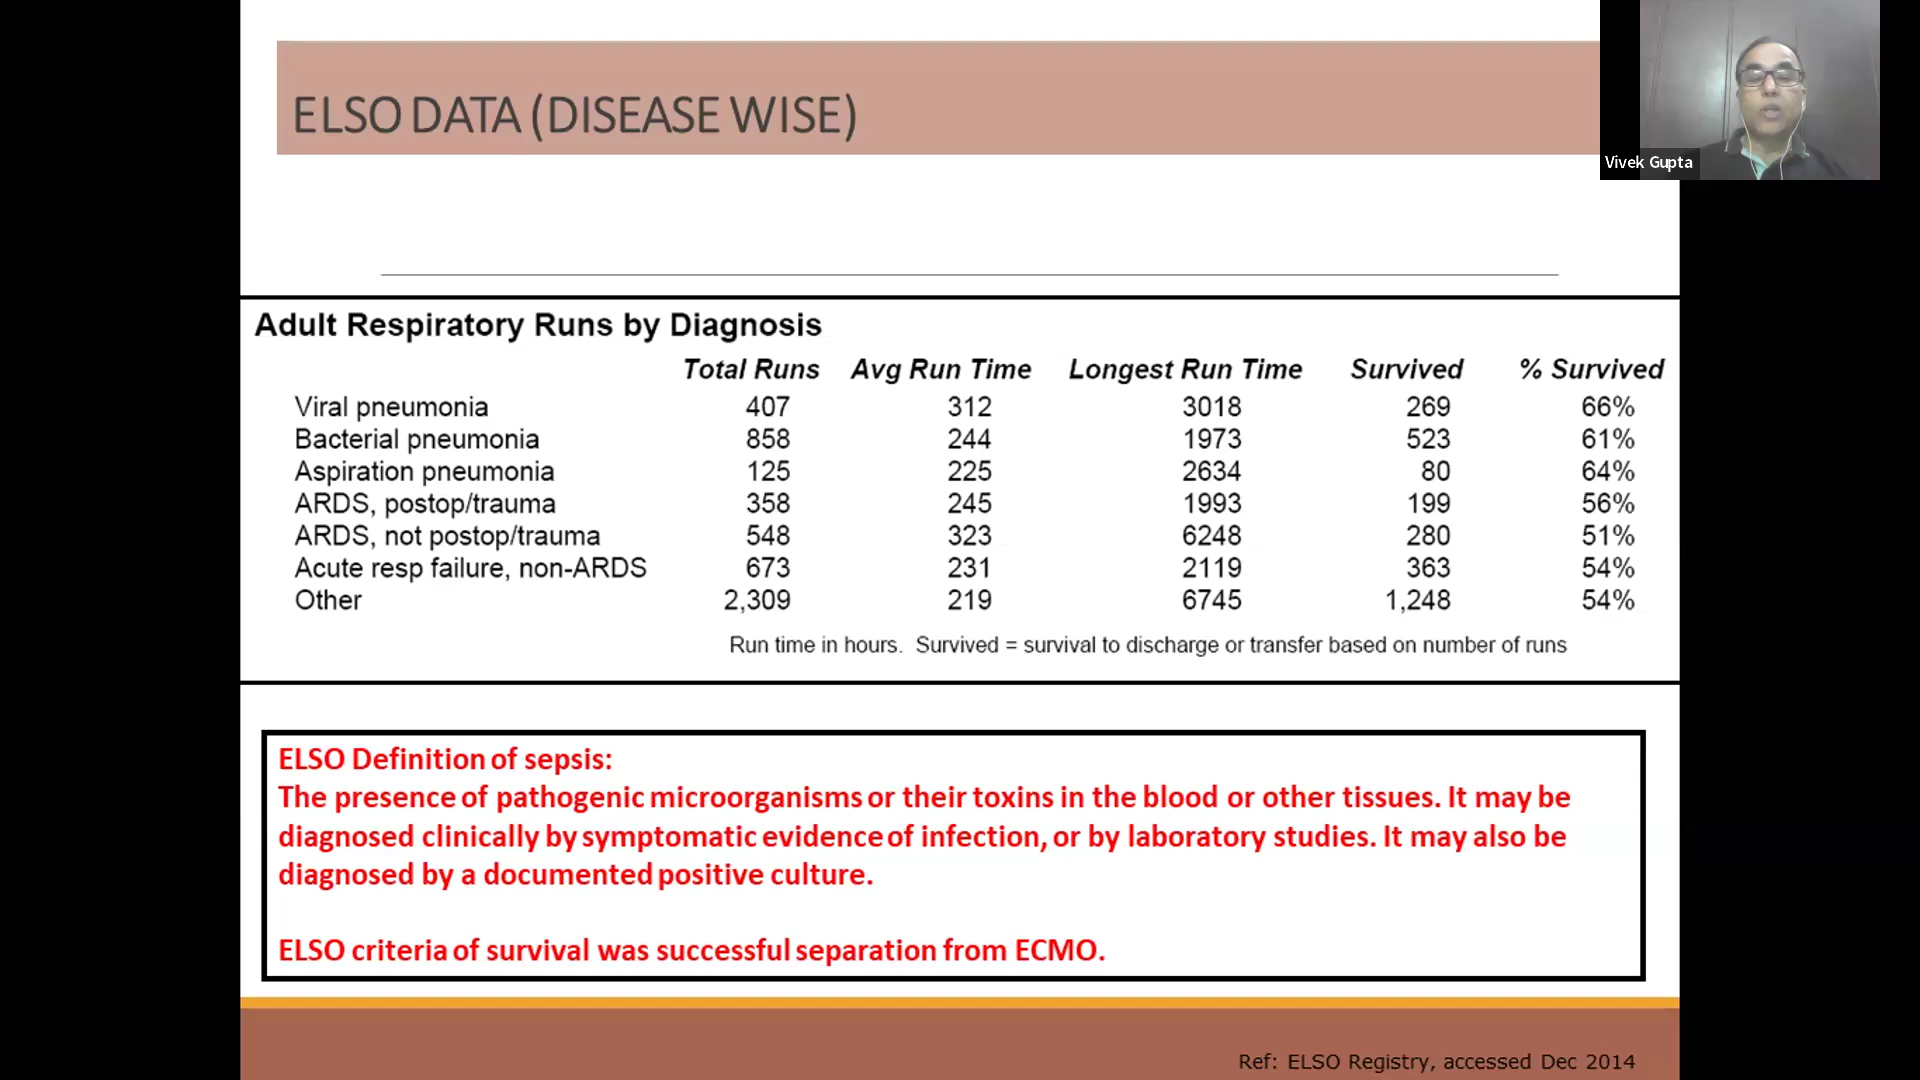 ELSO DATA (DISEASE WISE)
Vivek Gupta
Adult Respiratory Runs by Diagnosis
Total Runs Avg Run Time Longest Run Time Survived % Survived
Viral pneumonia 407 312 3018 269 66%
Bacterial pneumonia 858 244 1973 523 61%
Aspiration pneumonia 125 225 2634 80 64%
ARDS, postop/trauma 358 245 1993 199 56%
ARDS, not postop/trauma 548 323 6248 280 51%
Acute resp failure, non-ARDS 673 231 2119 363 54%
Other 2,309 219 6745 1,248 54%
Run time in hours. Survived = survival to discharge or transfer based on number of runs
ELSO Definition of sepsis:
The presence of pathogenic microorganisms or their toxins in the blood or other tissues. It may be
diagnosed clinically by symptomatic evidence of infection, or by laboratory studies. It may also be
diagnosed by a documented positive culture.
ELSO criteria of survival was successful separation from ECMO.
Ref: ELSO Registry, accessed Dec 2014